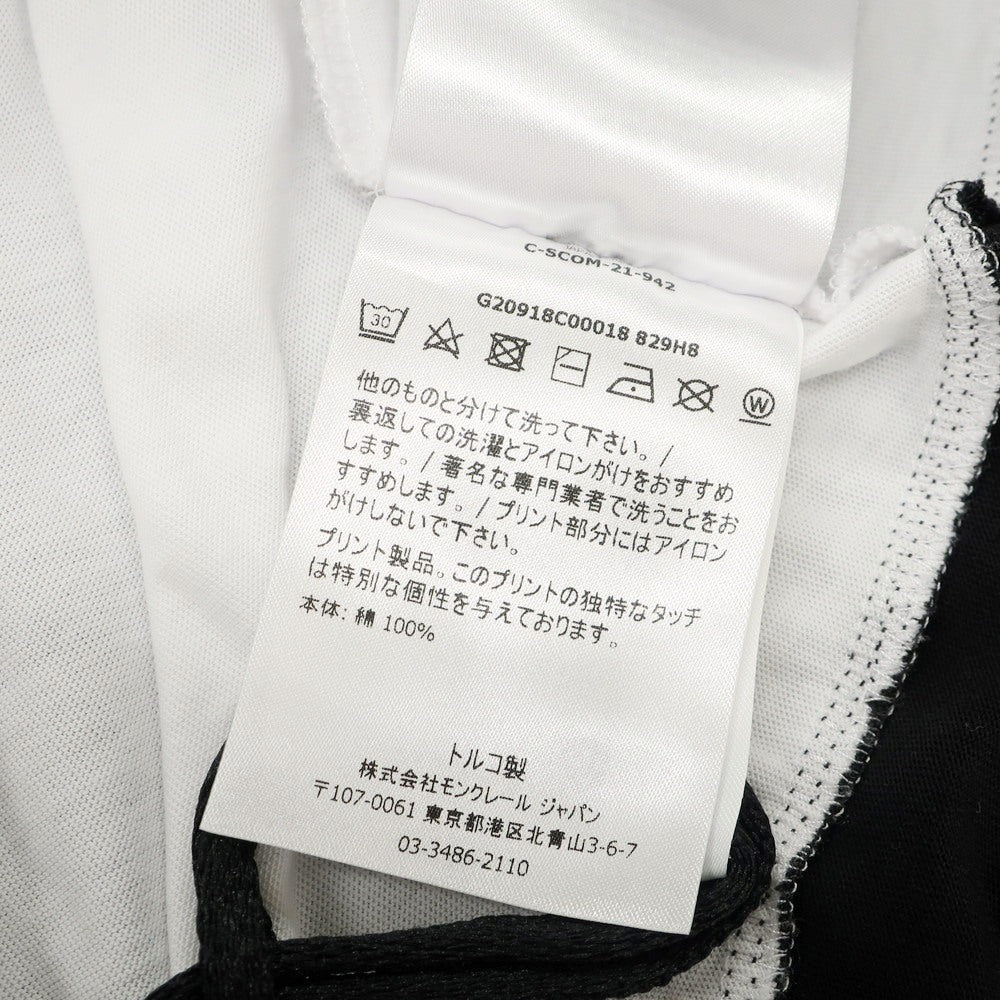 C-SCOM-21-942
G20918C00018 829H8
30
W
他のものと分けて洗って下さい。/
裏返しての洗濯とアイロンがけをおすすめ
します。/ 著名な専門業者で洗うことをお
すすめします。/ プリント部分にはアイロン
がけしないで下さい。
プリント製品。このプリントの独特なタッチ
は特別な個性を与えております。
本体: 綿 100%
トルコ製
株式会社モンクレール ジャパン
〒107-0061 東京都港区北青山3-6-7
03-3486-2110